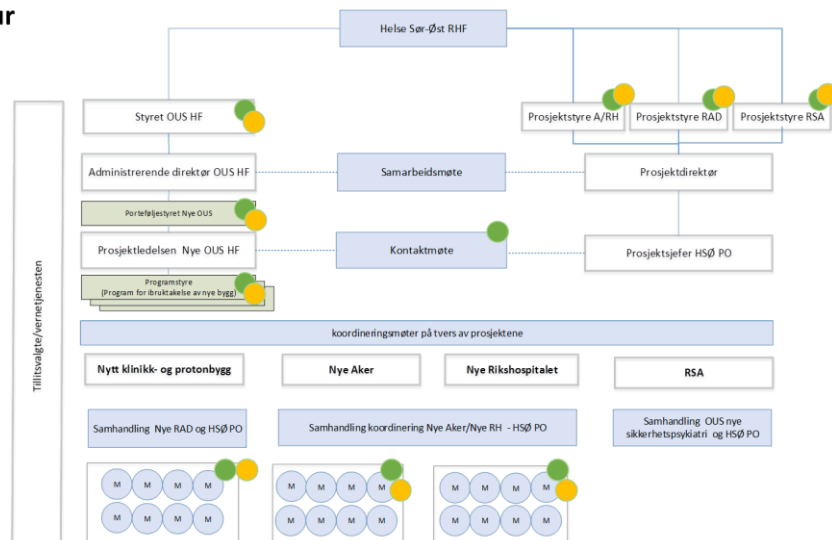 ur
Helse Sør-Øst RHF
Styret OUS HF
Prosjektstyre A/RH
Prosjektstyre RAD
Prosjektstyre RSA
Administrerende direktør OUS HF
Samarbeidsmøte
Prosjektdirektør
Porteføljestyret Nye OUS
Prosjektledelsen Nye OUS HF
Kontaktmøte
Prosjektsjefer HSØ PO
Programstyre
(Program for ibruktakelse av nye bygg)
Tillitsvalgte/vernetjenesten
koordineringsmøter på tvers av prosjektene
Nytt klinikk- og protonbygg
Nye Aker
Nye Rikshospitalet
RSA
Samhandling Nye RAD og HSØ PO
Samhandling koordinering Nye Aker/Nye RH - HSØ PO
Samhandling OUS nye
sikkerhetspsykiatri og HSØ PO
M M M M
M M M M
M M M M
M M M M
M M M M
M M M M